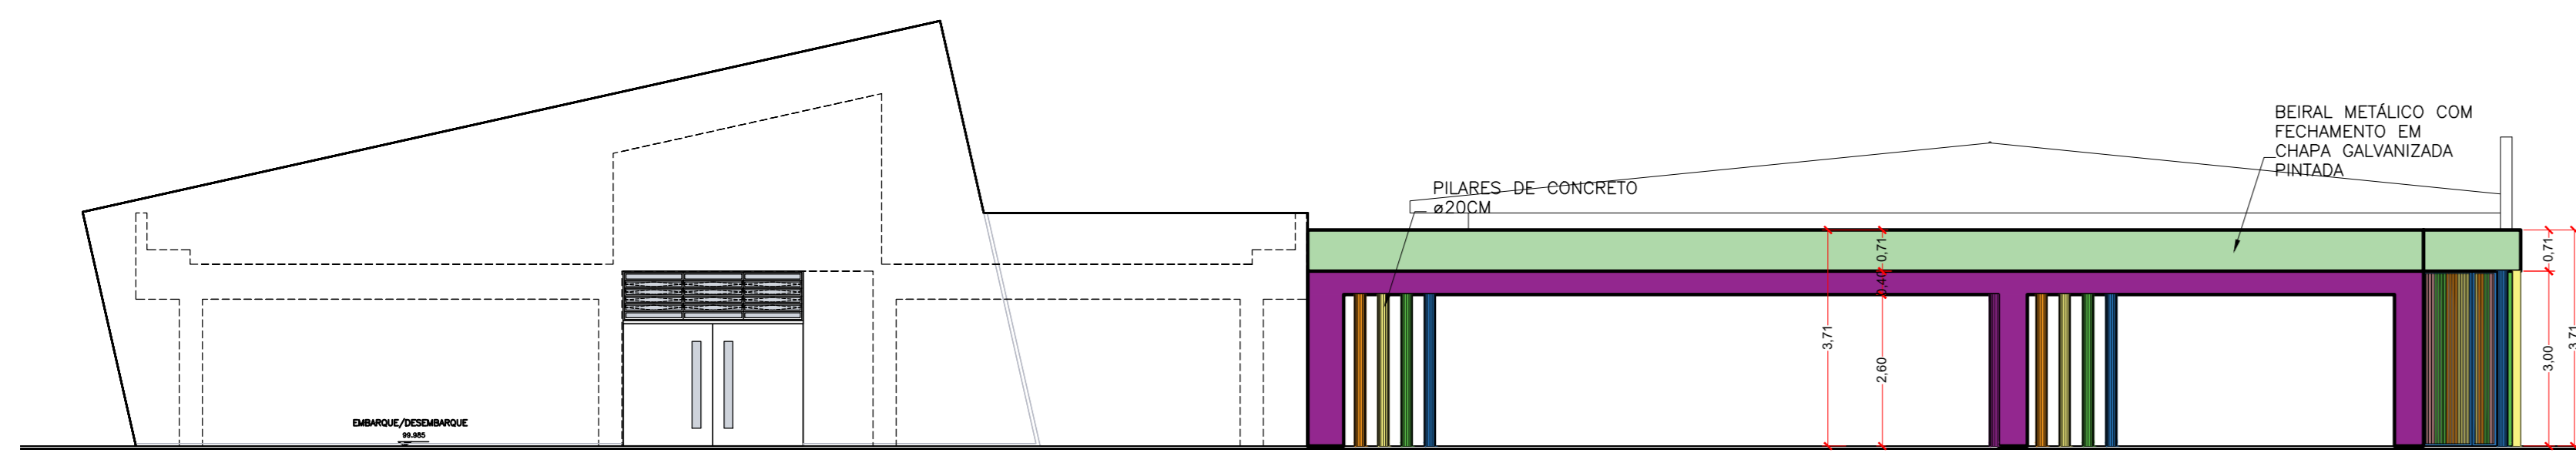 BEIRAL METÁLICO COM
FECHAMENTO EM
CHAPA GALVANIZADA
PINTADA
PILARES DE CONCRETO
ø20CM
0,71
0,40
2,60
3,71
0,71
3,00
3,71
EMBARQUE/DESEMBARQUE
99.985